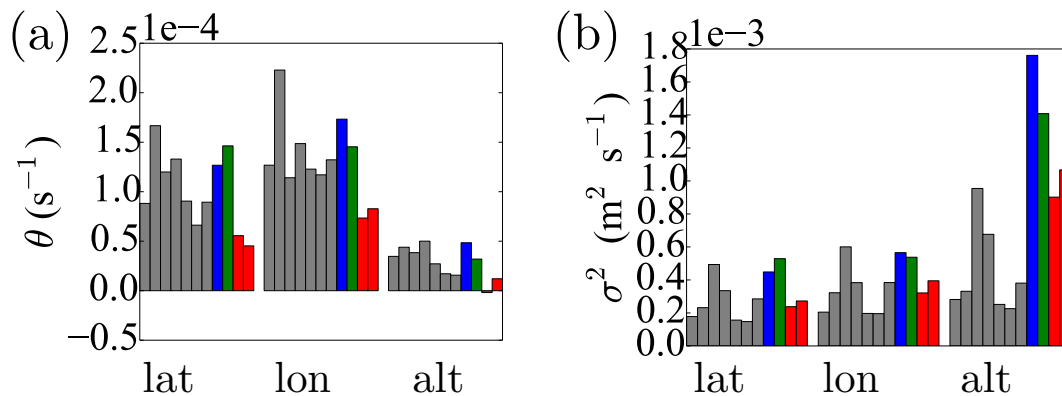 (a)
1e−4
2.5
2.0
1.5
1.0
0.5
0.0
−0.5
θ (s⁻¹)
lat lon alt
(b)
1e−3
1.8
1.6
1.4
1.2
1.0
0.8
0.6
0.4
0.2
0.0
σ² (m² s⁻¹)
lat lon alt